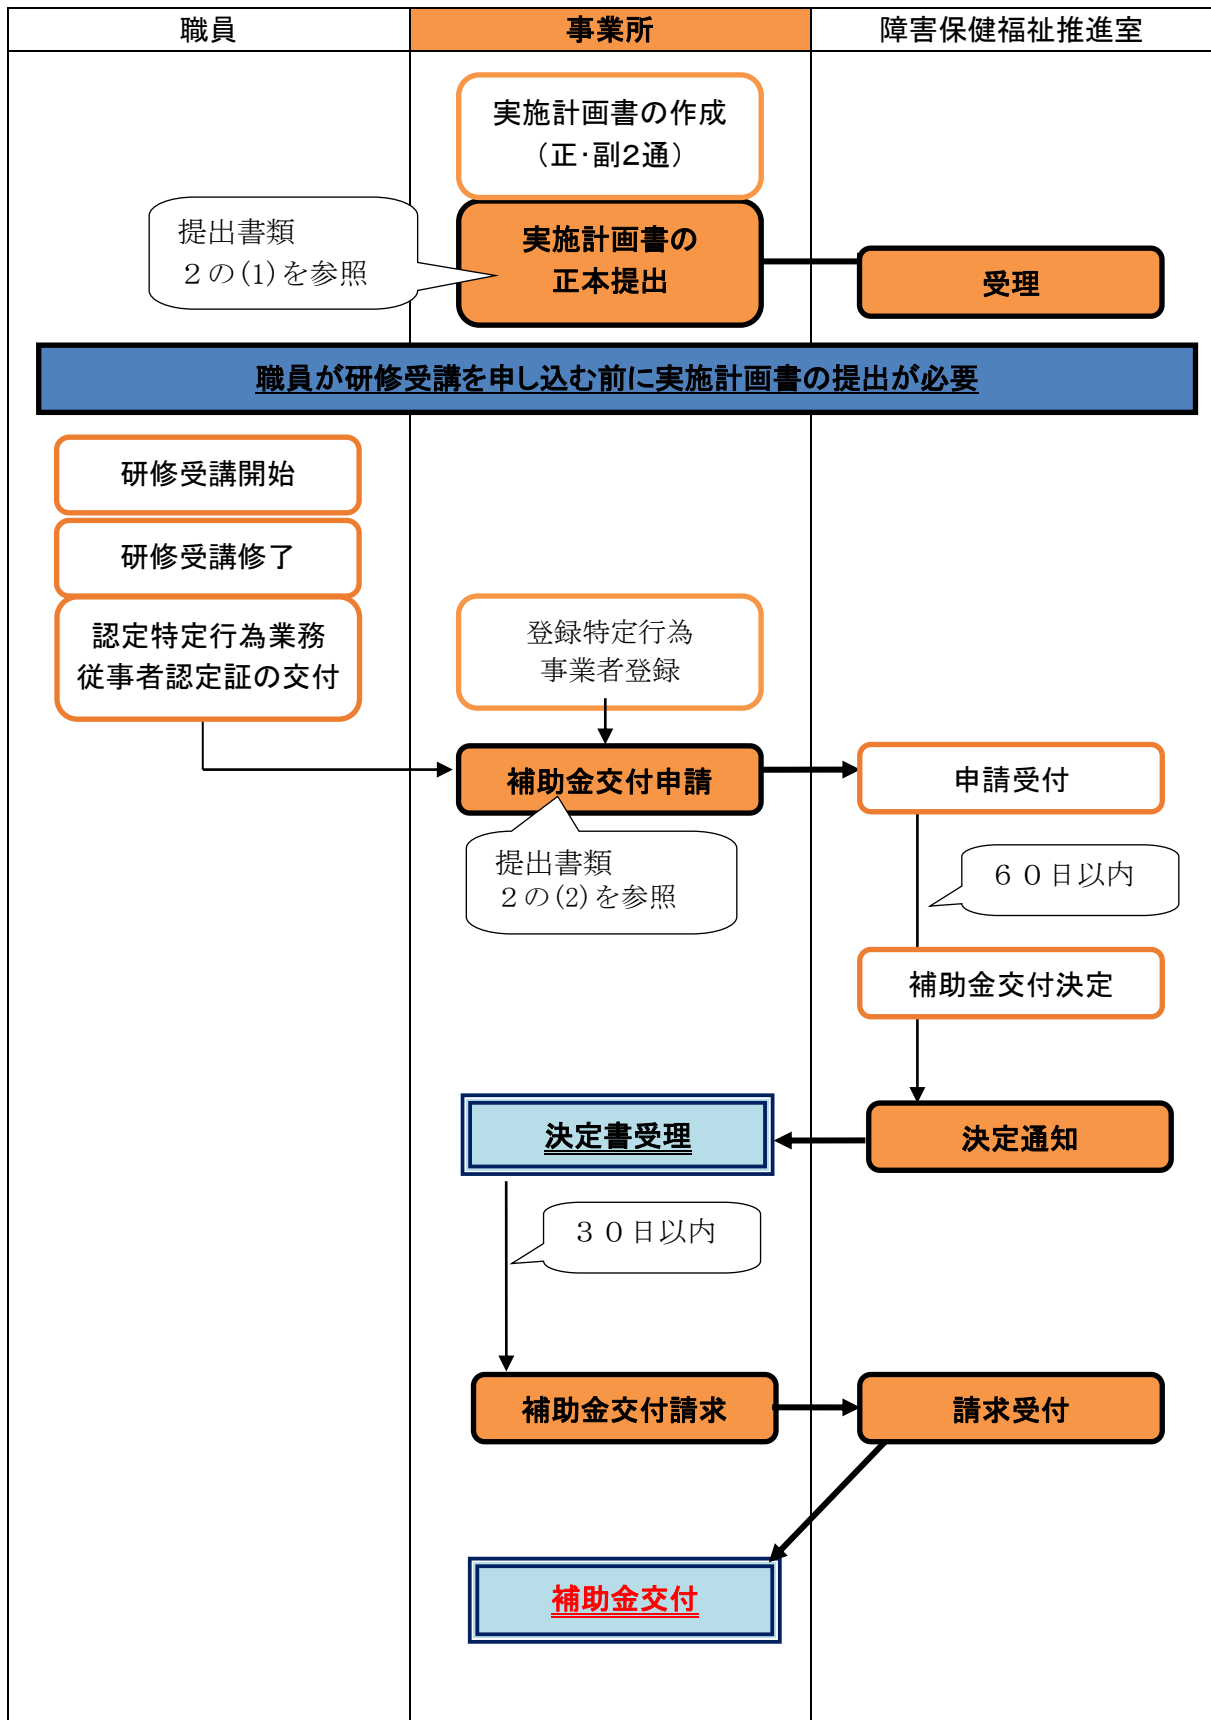 職員
事業所
障害保健福祉推進室
実施計画書の作成
（正・副２通）
提出書類
２の(1)を参照
実施計画書の
正本提出
受理
職員が研修受講を申し込む前に実施計画書の提出が必要
研修受講開始
研修受講修了
認定特定行為業務
従事者認定証の交付
登録特定行為
事業者登録
補助金交付申請
申請受付
提出書類
２の(2)を参照
６０日以内
補助金交付決定
決定書受理
決定通知
３０日以内
補助金交付請求
請求受付
補助金交付